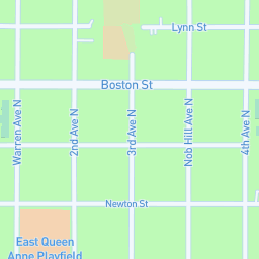 Lynn St
Boston St
Warren Ave N
2nd Ave N
3rd Ave N
Nob Hill Ave N
4th Ave N
Newton St
East Queen
Anne Playfield